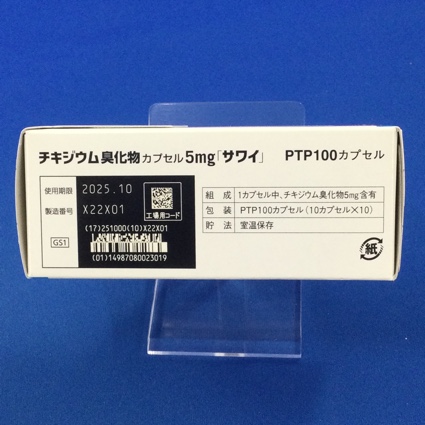 チキジウム臭化物カプセル5mg「サワイ」 PTP100カプセル
使用期限 2025.10
製造番号 X22X01
工場用コード
(17)251000(10)X22X01
GS1
(01)14987080023019
組成 1カプセル中、チキジウム臭化物5mg含有
包装 PTP100カプセル(10カプセル×10)
貯法 室温保存
紙